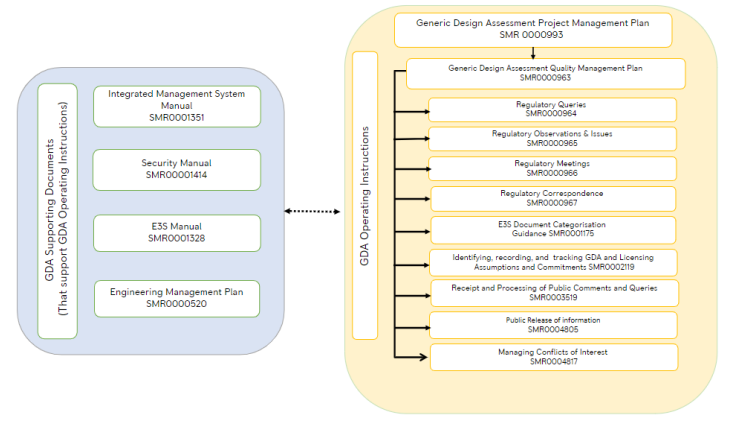 GDA Supporting Documents
(That support GDA Operating Instructions)
Integrated Management System
Manual
SMR0001351
Security Manual
SMR00001414
E3S Manual
SMR0001328
Engineering Management Plan
SMR0000520
GDA Operating Instructions
Generic Design Assessment Project Management Plan
SMR 0000993
Generic Design Assessment Quality Management Plan
SMR0000963
Regulatory Queries
SMR0000964
Regulatory Observations & Issues
SMR0000965
Regulatory Meetings
SMR0000966
Regulatory Correspondence
SMR0000967
E3S Document Categorisation
Guidance SMR0001175
Identifying, recording, and tracking GDA and Licensing
Assumptions and Commitments SMR0002119
Receipt and Processing of Public Comments and Queries
SMR0003519
Public Release of information
SMR0004805
Managing Conflicts of Interest
SMR0004817